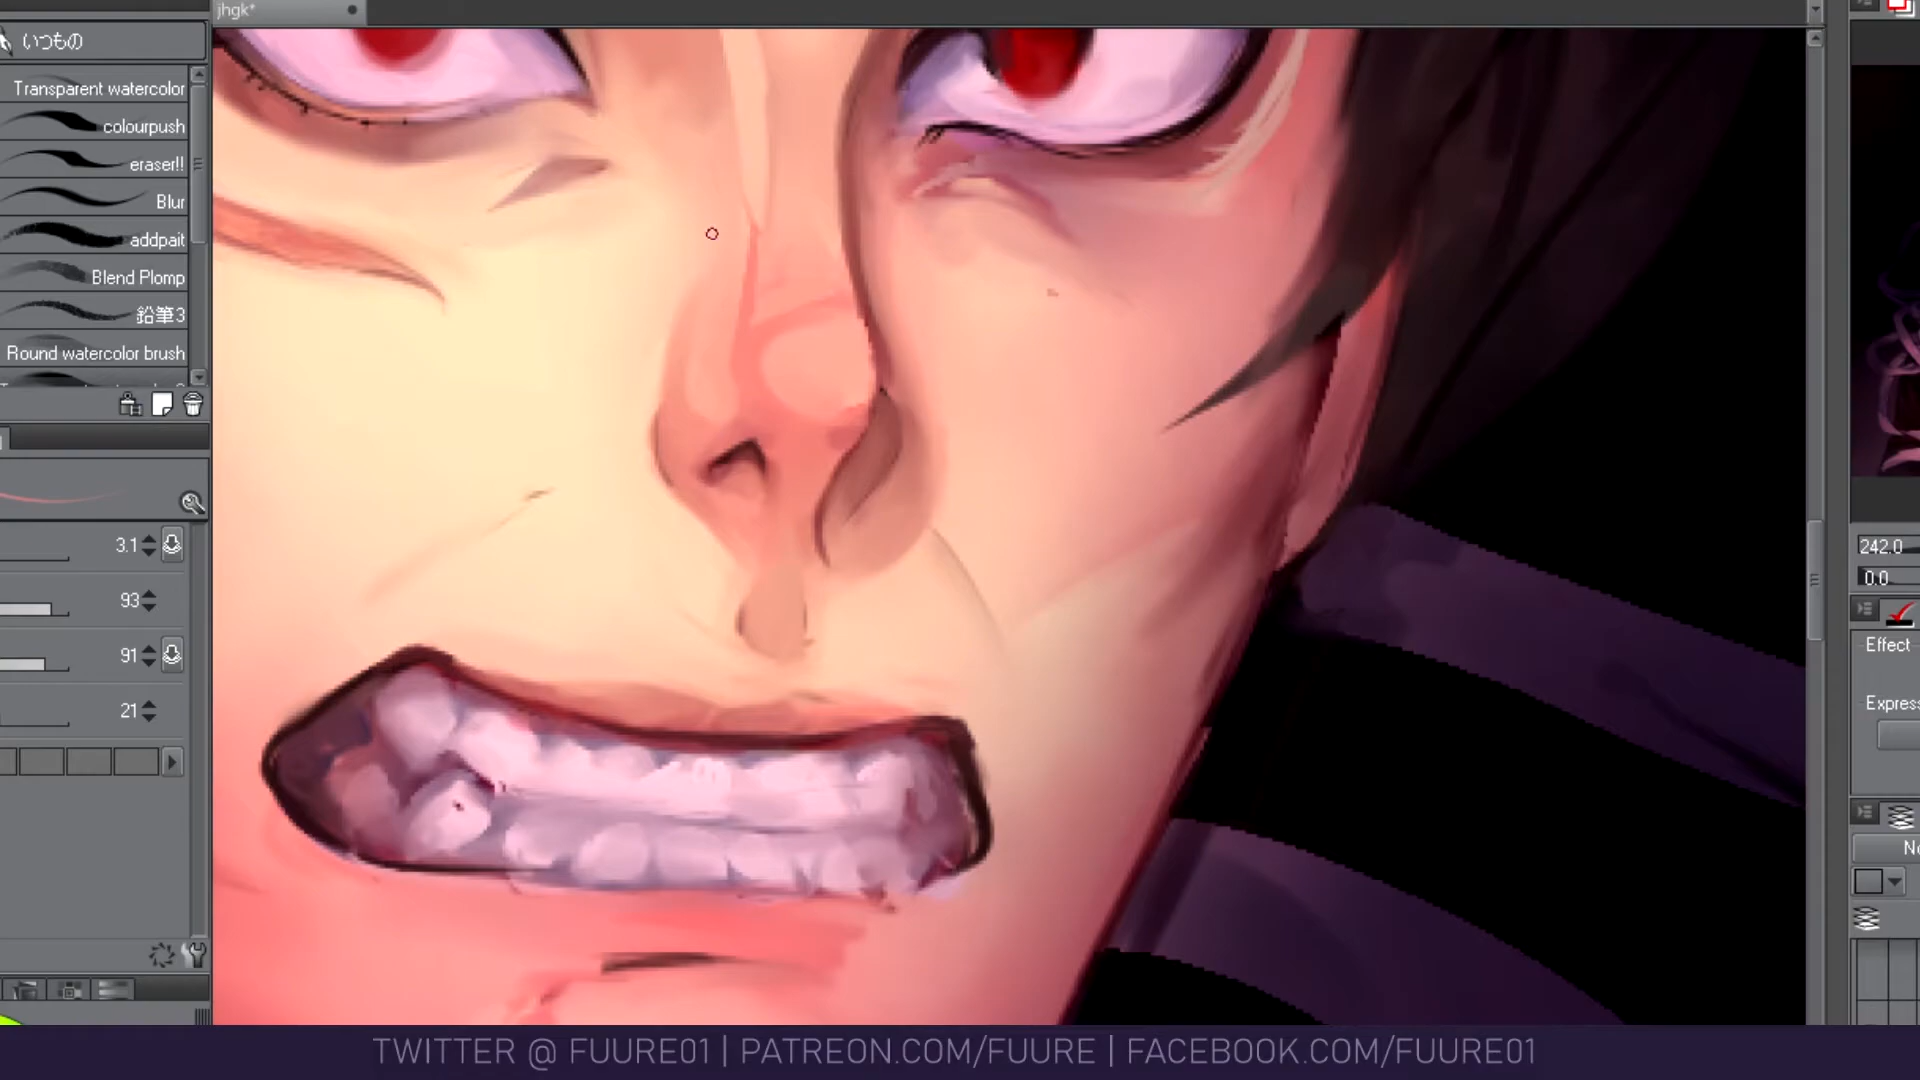 jhgk*
いつもの
Transparent watercolor
colourpush
eraser!!
Blur
addpait
Blend Plomp
鉛筆3
Round watercolor brush
3.1
93
91
21
242.0
0.0
Effect
TWITTER @ FUURE01 | PATREON.COM/FUURE | FACEBOOK.COM/FUURE01